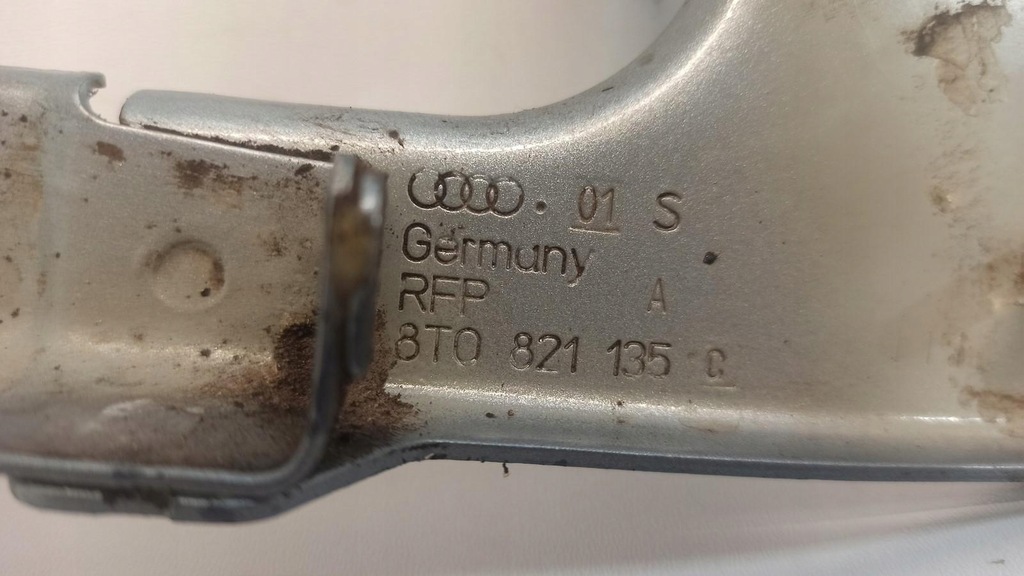 01 S
Germany
RFP A
8T0 821 135 C